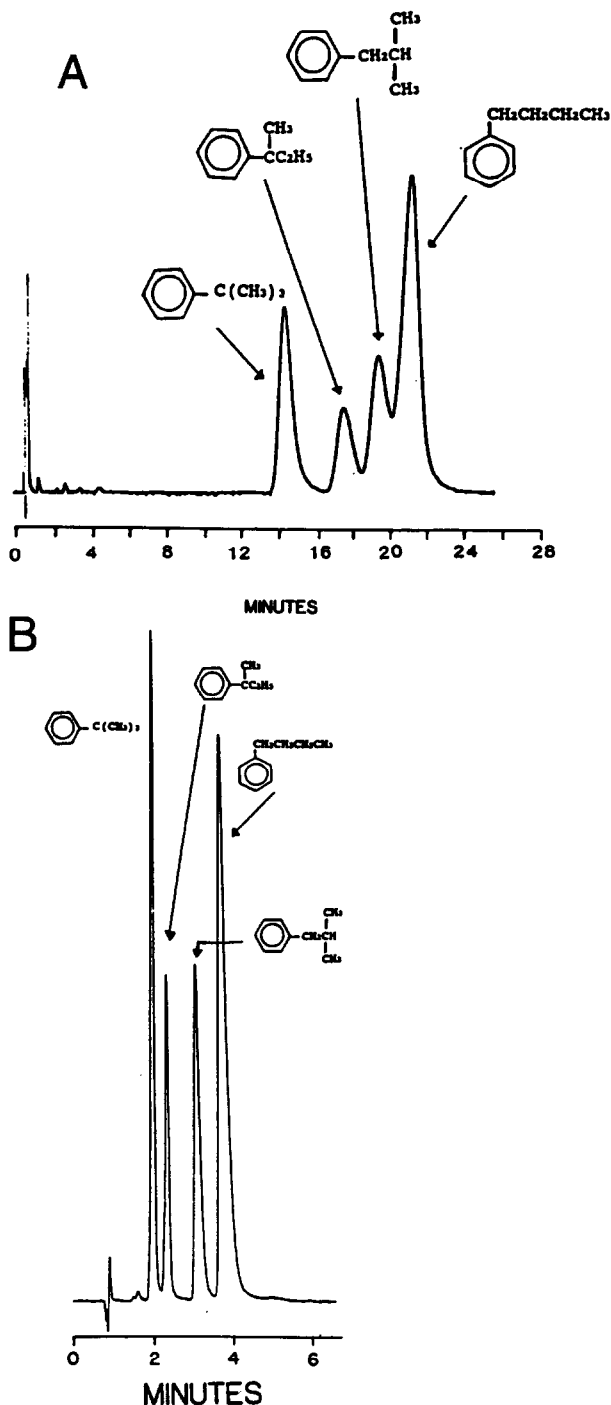 A
CH₃
CH₂CH
CH₃
CH₂CH₂CH₂CH₃
CH₃
CC₂H₅
C(CH₃)₃
0 4 8 12 16 20 24 28
MINUTES
B
CH₃
CC₂H₅
C(CH₃)₃
CH₂CH₂CH₂CH₃
CH₃
CH₂CH
CH₃
0 2 4 6
MINUTES